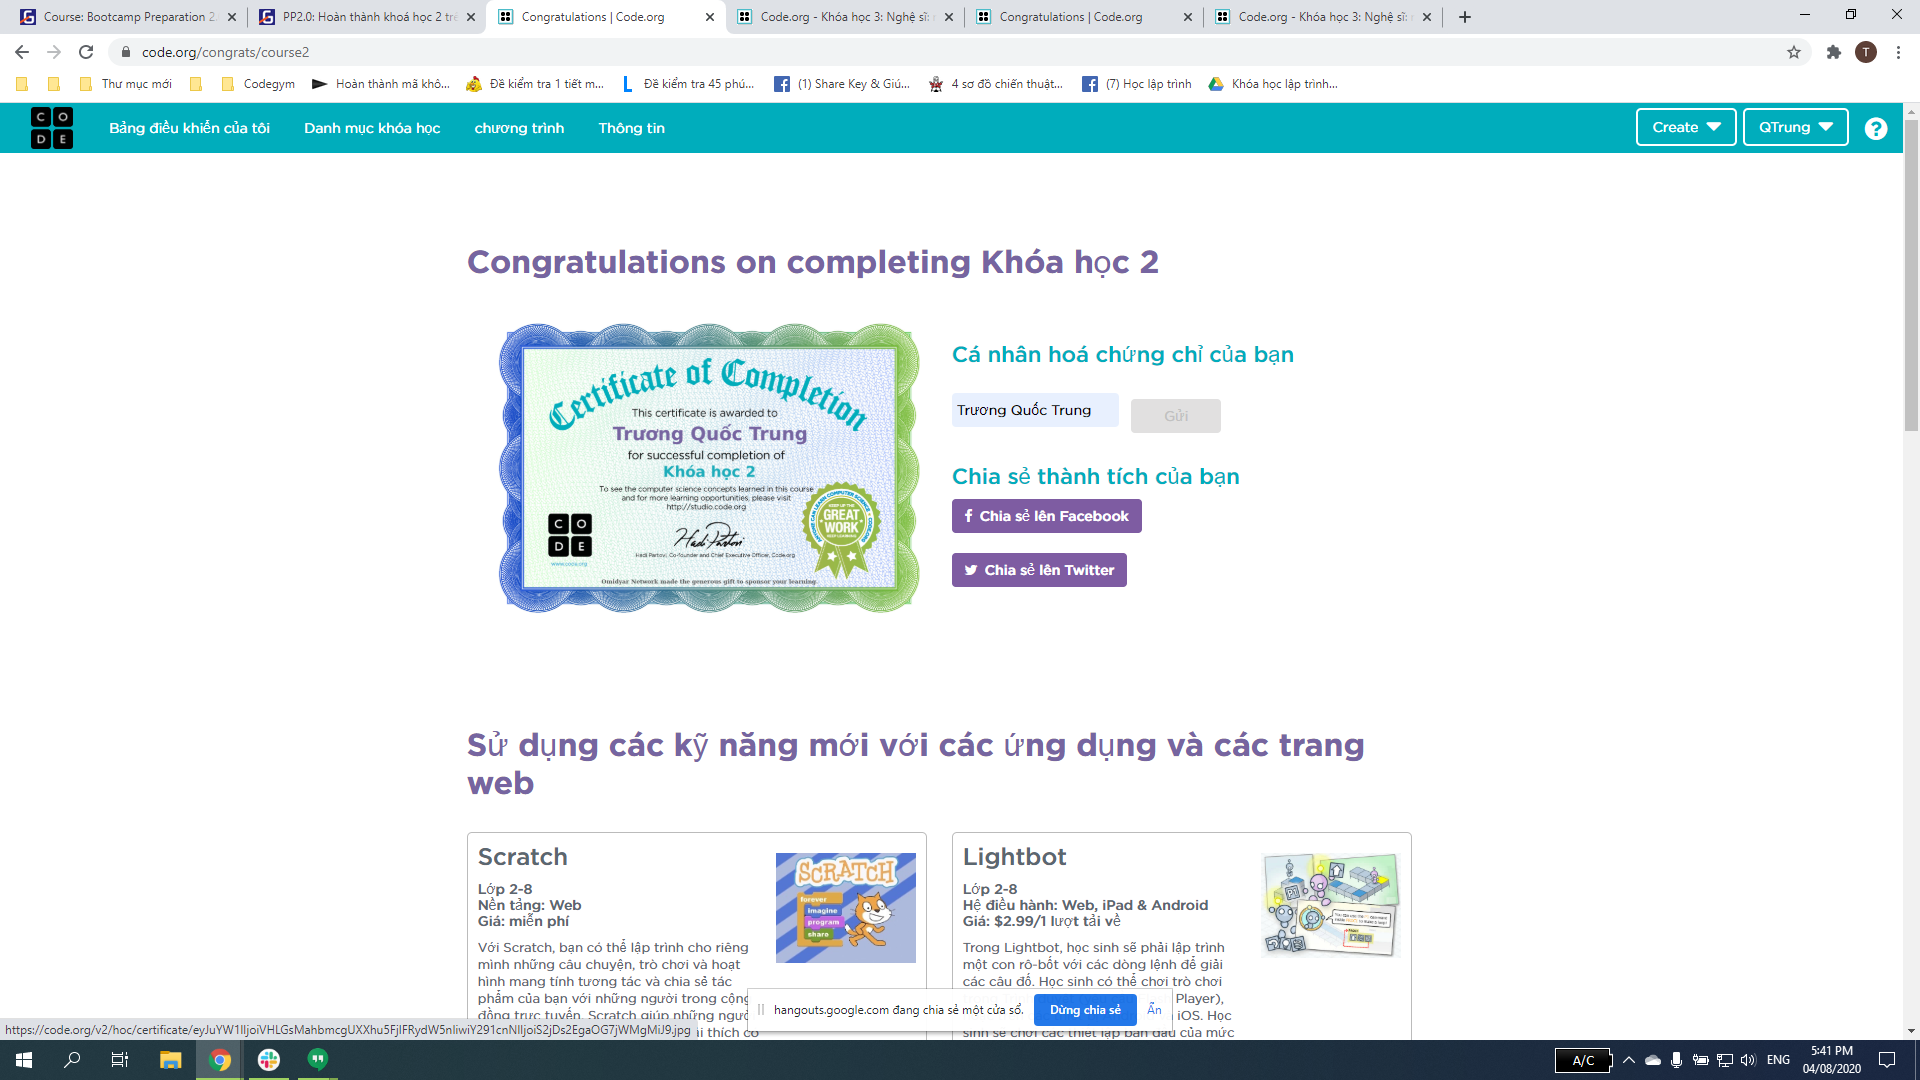 Course: Bootcamp Preparation 2.
PP2.0: Hoàn thành khoá học 2 trê
Congratulations | Code.org
Code.org - Khóa học 3: Nghệ sĩ:
Congratulations | Code.org
Code.org - Khóa học 3: Nghệ sĩ:
code.org/congrats/course2
T
Thư mục mới
Codegym
Hoàn thành mã khô...
Đề kiểm tra 1 tiết m...
Đề kiểm tra 45 phú...
(1) Share Key & Giú...
4 sơ đồ chiến thuật...
(7) Học lập trình
Khóa học lập trình...
CODE
Bảng điều khiển của tôi
Danh mục khóa học
chương trình
Thông tin
Create
QTrung
?
Congratulations on completing Khóa học 2
Certificate of Completion
This certificate is awarded to
Trương Quốc Trung
for successful completion of
Khóa học 2
To see the computer science concepts learned in this course
and for more learning opportunities, please visit
http://studio.code.org
CODE
www.code.org
Hadi Partovi, Co-founder and Chief Executive Officer, Code.org
GREAT
WORK
Omidyar Network made the generous gift to sponsor your learning.
Cá nhân hoá chứng chỉ của bạn
Trương Quốc Trung
Gửi
Chia sẻ thành tích của bạn
Chia sẻ lên Facebook
Chia sẻ lên Twitter
Sử dụng các kỹ năng mới với các ứng dụng và các trang
web
Scratch
Lớp 2-8
Nền tảng: Web
Giá: miễn phí
Với Scratch, bạn có thể lập trình cho riêng
mình những câu chuyện, trò chơi và hoạt
hình mang tính tương tác và chia sẻ tác
phẩm của bạn với những người trong cộng
đồng trực tuyến. Scratch giúp những ngư
i thích có
SCRATCH
forever
imagine
program
share
Lightbot
Lớp 2-8
Hệ điều hành: Web, iPad & Android
Giá: $2.99/1 lượt tải về
Trong Lightbot, học sinh sẽ phải lập trình
một con rô-bốt với các dòng lệnh để giải
các câu đố. Học sinh có thể chơi trò chơi
Player),
iOS. Học
sinh sẽ chơi các thiết lập ban đầu của mức
hangouts.google.com đang chia sẻ một cửa sổ.
Dừng chia sẻ
Ẩn
A/C
ENG
5:41 PM
04/08/2020